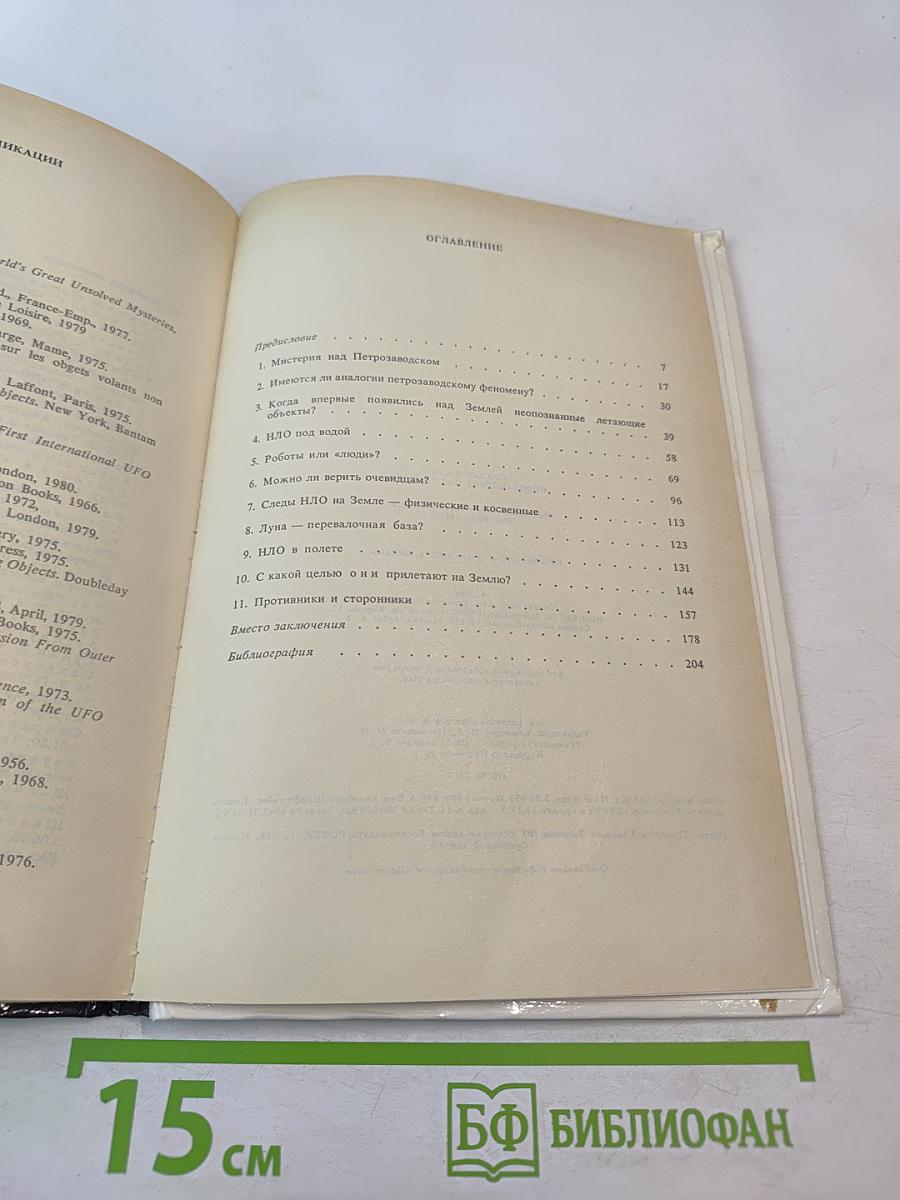 ИКАЦИИ
rld's Great Unsolved Mysteries,
d., France-Emp., 1977.
e Loisire, 1979
1969.
arge, Mame, 1975.
sur les obgets volants non
Laffont, Paris, 1975.
bjects. New York, Bantam
First International UFO
ondon, 1980.
on Books, 1966.
1972,
London, 1979.
ery, 1975.
ress, 1975.
g Objects. Doubleday
, April, 1979.
Books, 1975.
sion From Outer
ence, 1973.
n of the UFO
956.
, 1968.
1976.
ОГЛАВЛЕНИЕ
Предисловие . . . 7
1. Мистерия над Петрозаводском . . . 17
2. Имеются ли аналогии петрозаводскому феномену? . . . 30
3. Когда впервые появились над Землей неопознанные летающие
объекты? . . . 39
4. НЛО под водой . . . 58
5. Роботы или «люди»? . . . 69
6. Можно ли верить очевидцам? . . . 96
7. Следы НЛО на Земле — физические и косвенные . . . 113
8. Луна — перевалочная база? . . . 123
9. НЛО в полете . . . 131
10. С какой целью они прилетают на Землю? . . . 144
11. Противники и сторонники . . . 157
Вместо заключения . . . 178
Библиография . . . 204
15 см
БФ БИБЛИОФАН